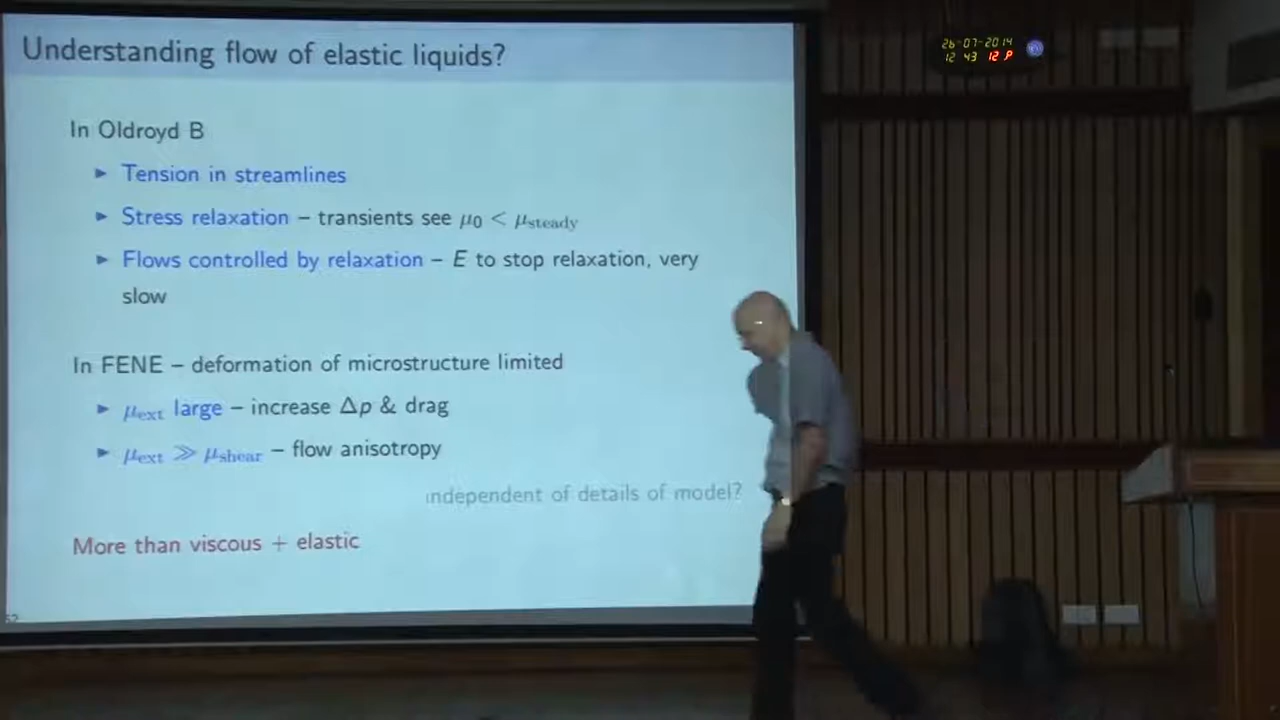 Understanding flow of elastic liquids?
In Oldroyd B
▶ Tension in streamlines
▶ Stress relaxation – transients see μ₀ < μsteady
▶ Flows controlled by relaxation – E to stop relaxation, very
slow
In FENE – deformation of microstructure limited
▶ μext large – increase Δp & drag
▶ μext ≫ μshear – flow anisotropy
independent of details of model?
More than viscous + elastic
26-07-2014
12 43 12 P